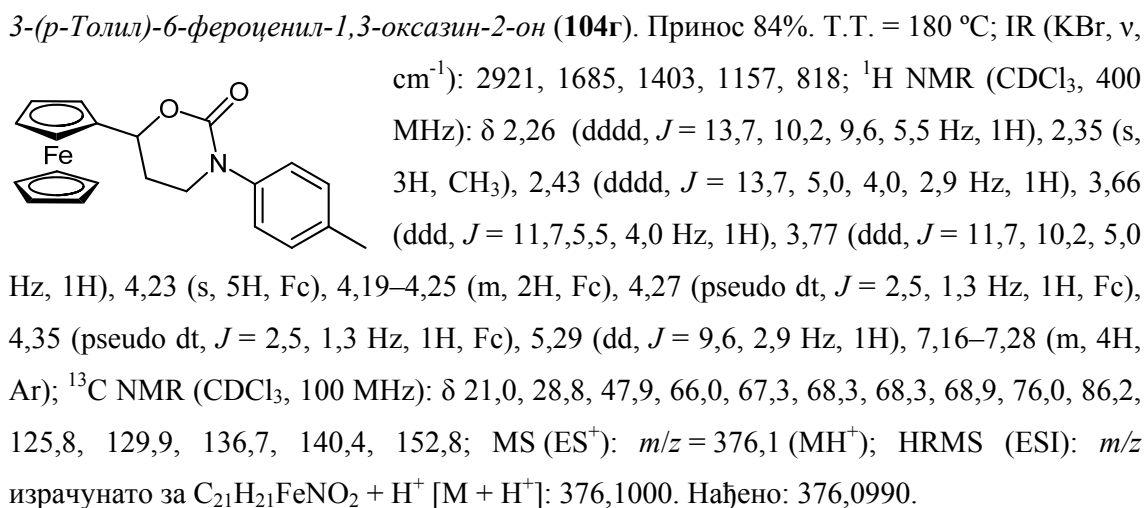 3-(p-Толил)-6-фероценил-1,3-оксазин-2-он (104г). Принос 84%. Т.Т. = 180 ºC; IR (KBr, ν,
cm⁻¹): 2921, 1685, 1403, 1157, 818; ¹H NMR (CDCl₃, 400
MHz): δ 2,26 (dddd, J = 13,7, 10,2, 9,6, 5,5 Hz, 1H), 2,35 (s,
3H, CH₃), 2,43 (dddd, J = 13,7, 5,0, 4,0, 2,9 Hz, 1H), 3,66
(ddd, J = 11,7,5,5, 4,0 Hz, 1H), 3,77 (ddd, J = 11,7, 10,2, 5,0
O
O
N
Fe
Hz, 1H), 4,23 (s, 5H, Fc), 4,19–4,25 (m, 2H, Fc), 4,27 (pseudo dt, J = 2,5, 1,3 Hz, 1H, Fc),
4,35 (pseudo dt, J = 2,5, 1,3 Hz, 1H, Fc), 5,29 (dd, J = 9,6, 2,9 Hz, 1H), 7,16–7,28 (m, 4H,
Ar); ¹³C NMR (CDCl₃, 100 MHz): δ 21,0, 28,8, 47,9, 66,0, 67,3, 68,3, 68,3, 68,9, 76,0, 86,2,
125,8, 129,9, 136,7, 140,4, 152,8; MS (ES⁺): m/z = 376,1 (MH⁺); HRMS (ESI): m/z
израчунато за C₂₁H₂₁FeNO₂ + H⁺ [M + H⁺]: 376,1000. Нађено: 376,0990.